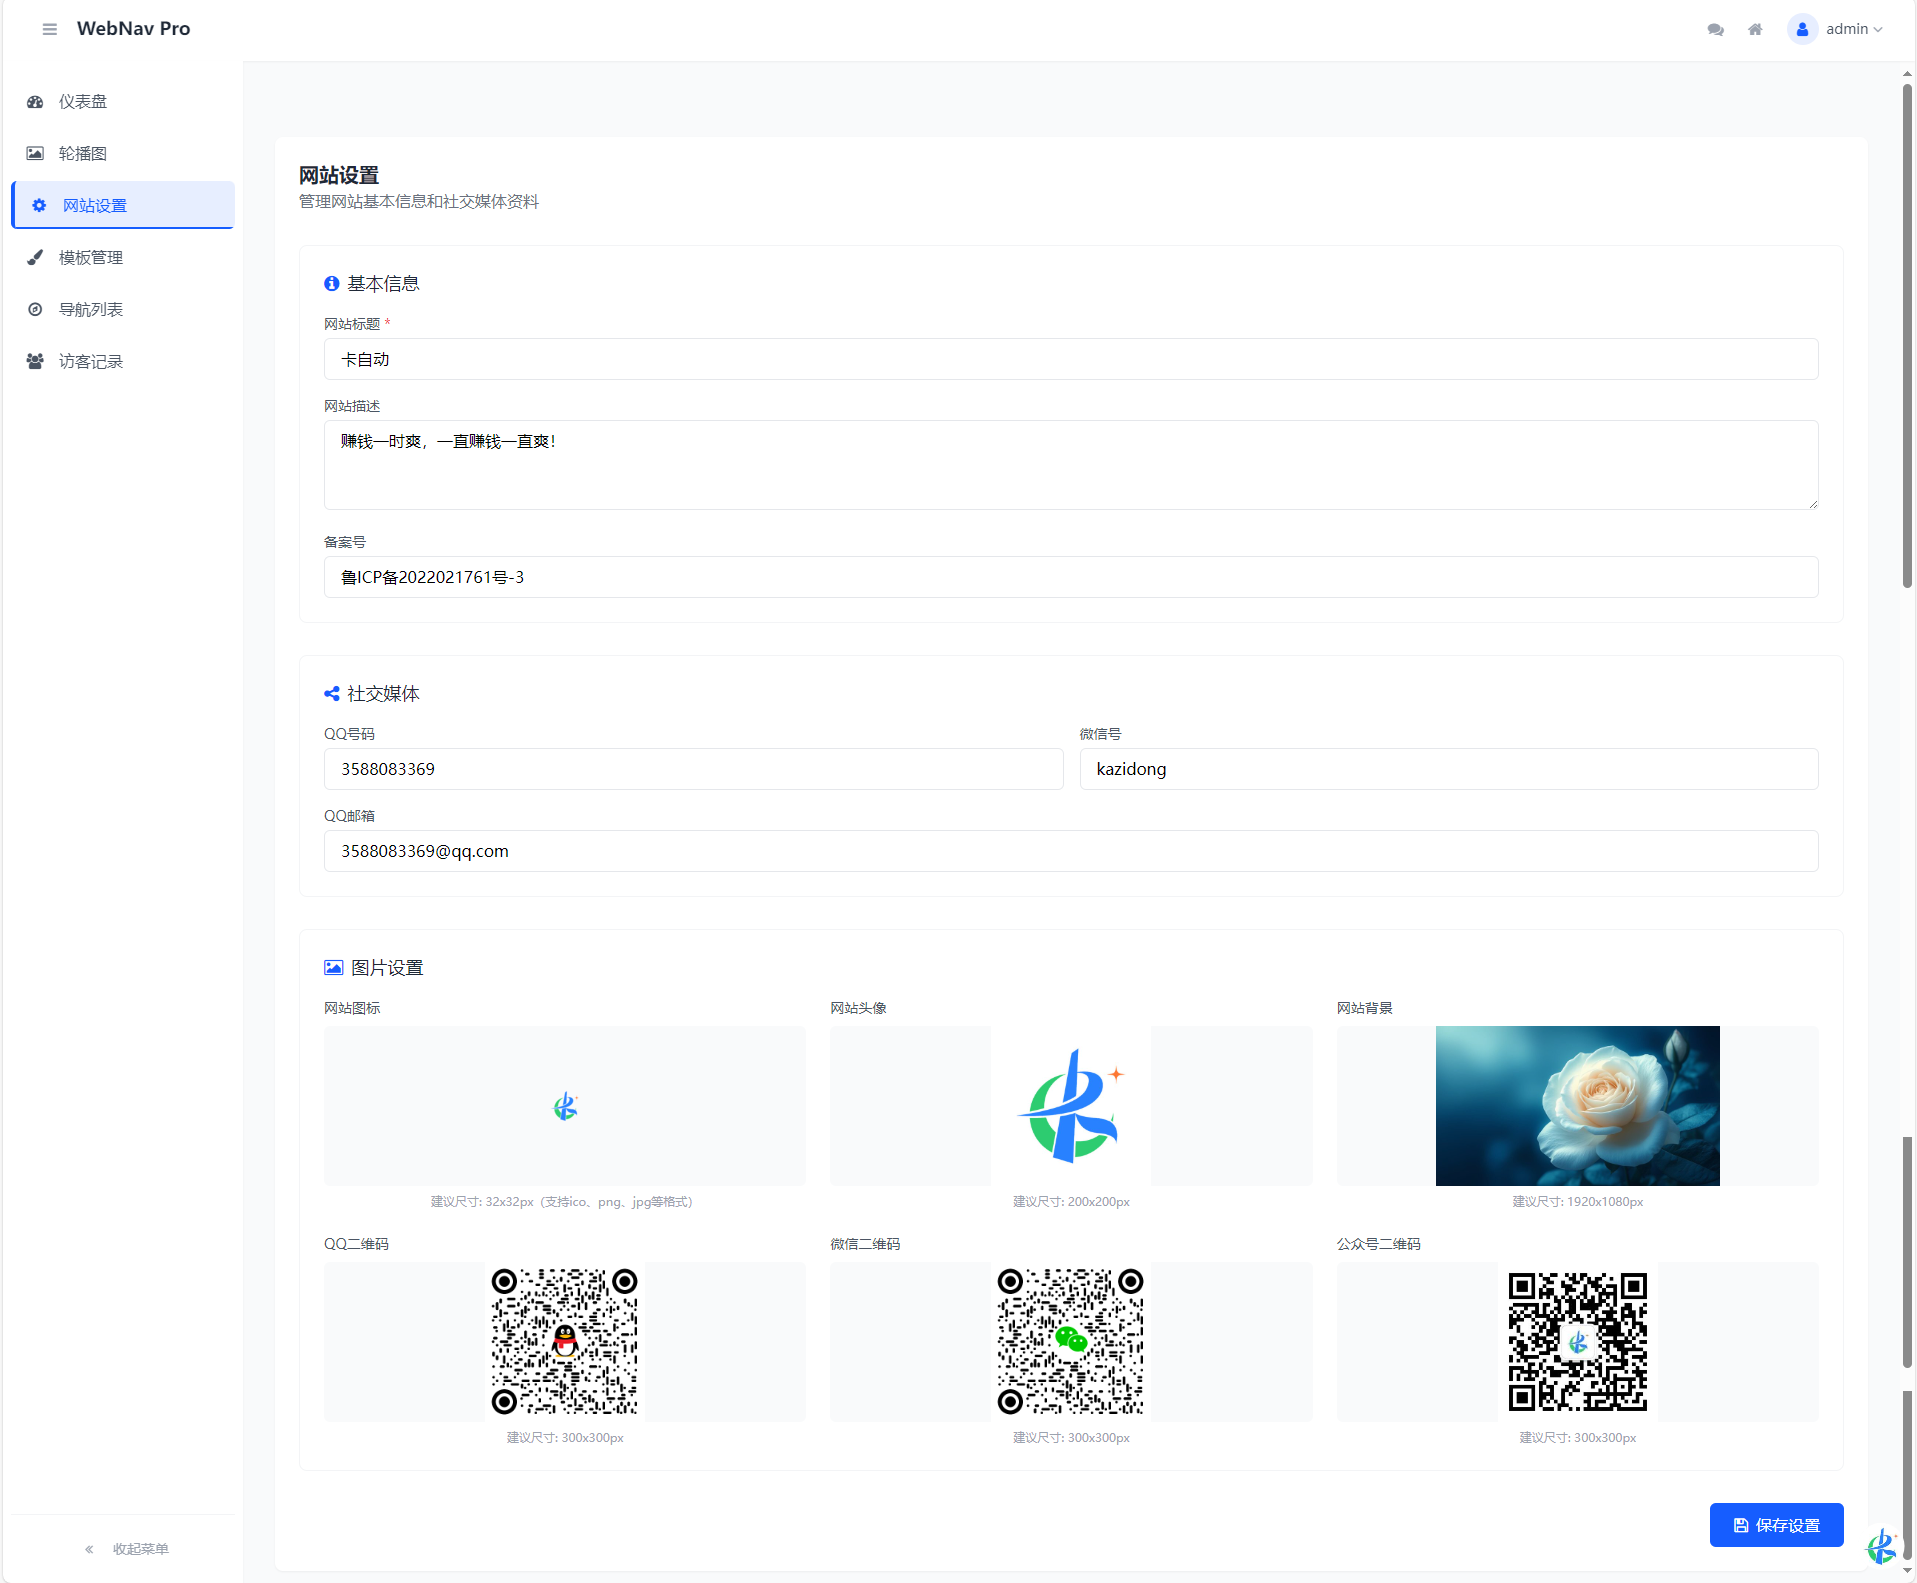 WebNav Pro
admin
仪表盘
轮播图
网站设置
模板管理
导航列表
访客记录
网站设置
管理网站基本信息和社交媒体资料
基本信息
网站标题 *
卡自动
网站描述
赚钱一时爽，一直赚钱一直爽！
备案号
鲁ICP备2022021761号-3
社交媒体
QQ号码
微信号
3588083369
kazidong
QQ邮箱
3588083369@qq.com
图片设置
网站图标
网站头像
网站背景
建议尺寸: 32x32px（支持ico、png、jpg等格式）
建议尺寸: 200x200px
建议尺寸: 1920x1080px
QQ二维码
微信二维码
公众号二维码
建议尺寸: 300x300px
建议尺寸: 300x300px
建议尺寸: 300x300px
保存设置
« 收起菜单